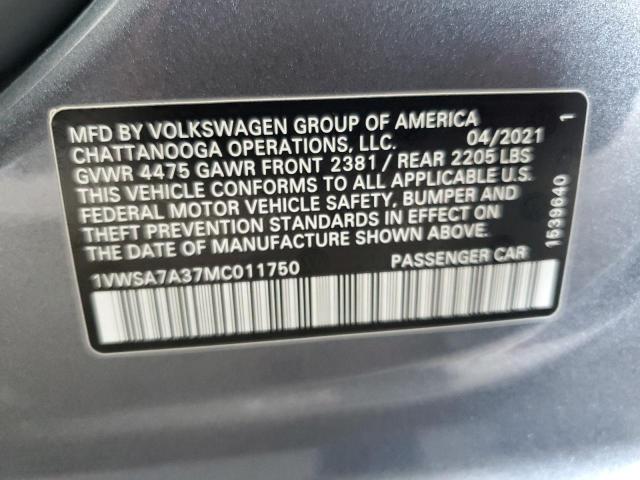 MFD BY VOLKSWAGEN GROUP OF AMERICA
CHATTANOOGA OPERATIONS, LLC. 04/2021
GVWR 4475 GAWR FRONT 2381 / REAR 2205 LBS
THIS VEHICLE CONFORMS TO ALL APPLICABLE U.S.
FEDERAL MOTOR VEHICLE SAFETY, BUMPER AND
THEFT PREVENTION STANDARDS IN EFFECT ON
THE DATE OF MANUFACTURE SHOWN ABOVE.
1VWSA7A37MC011750 PASSENGER CAR
1639640 1